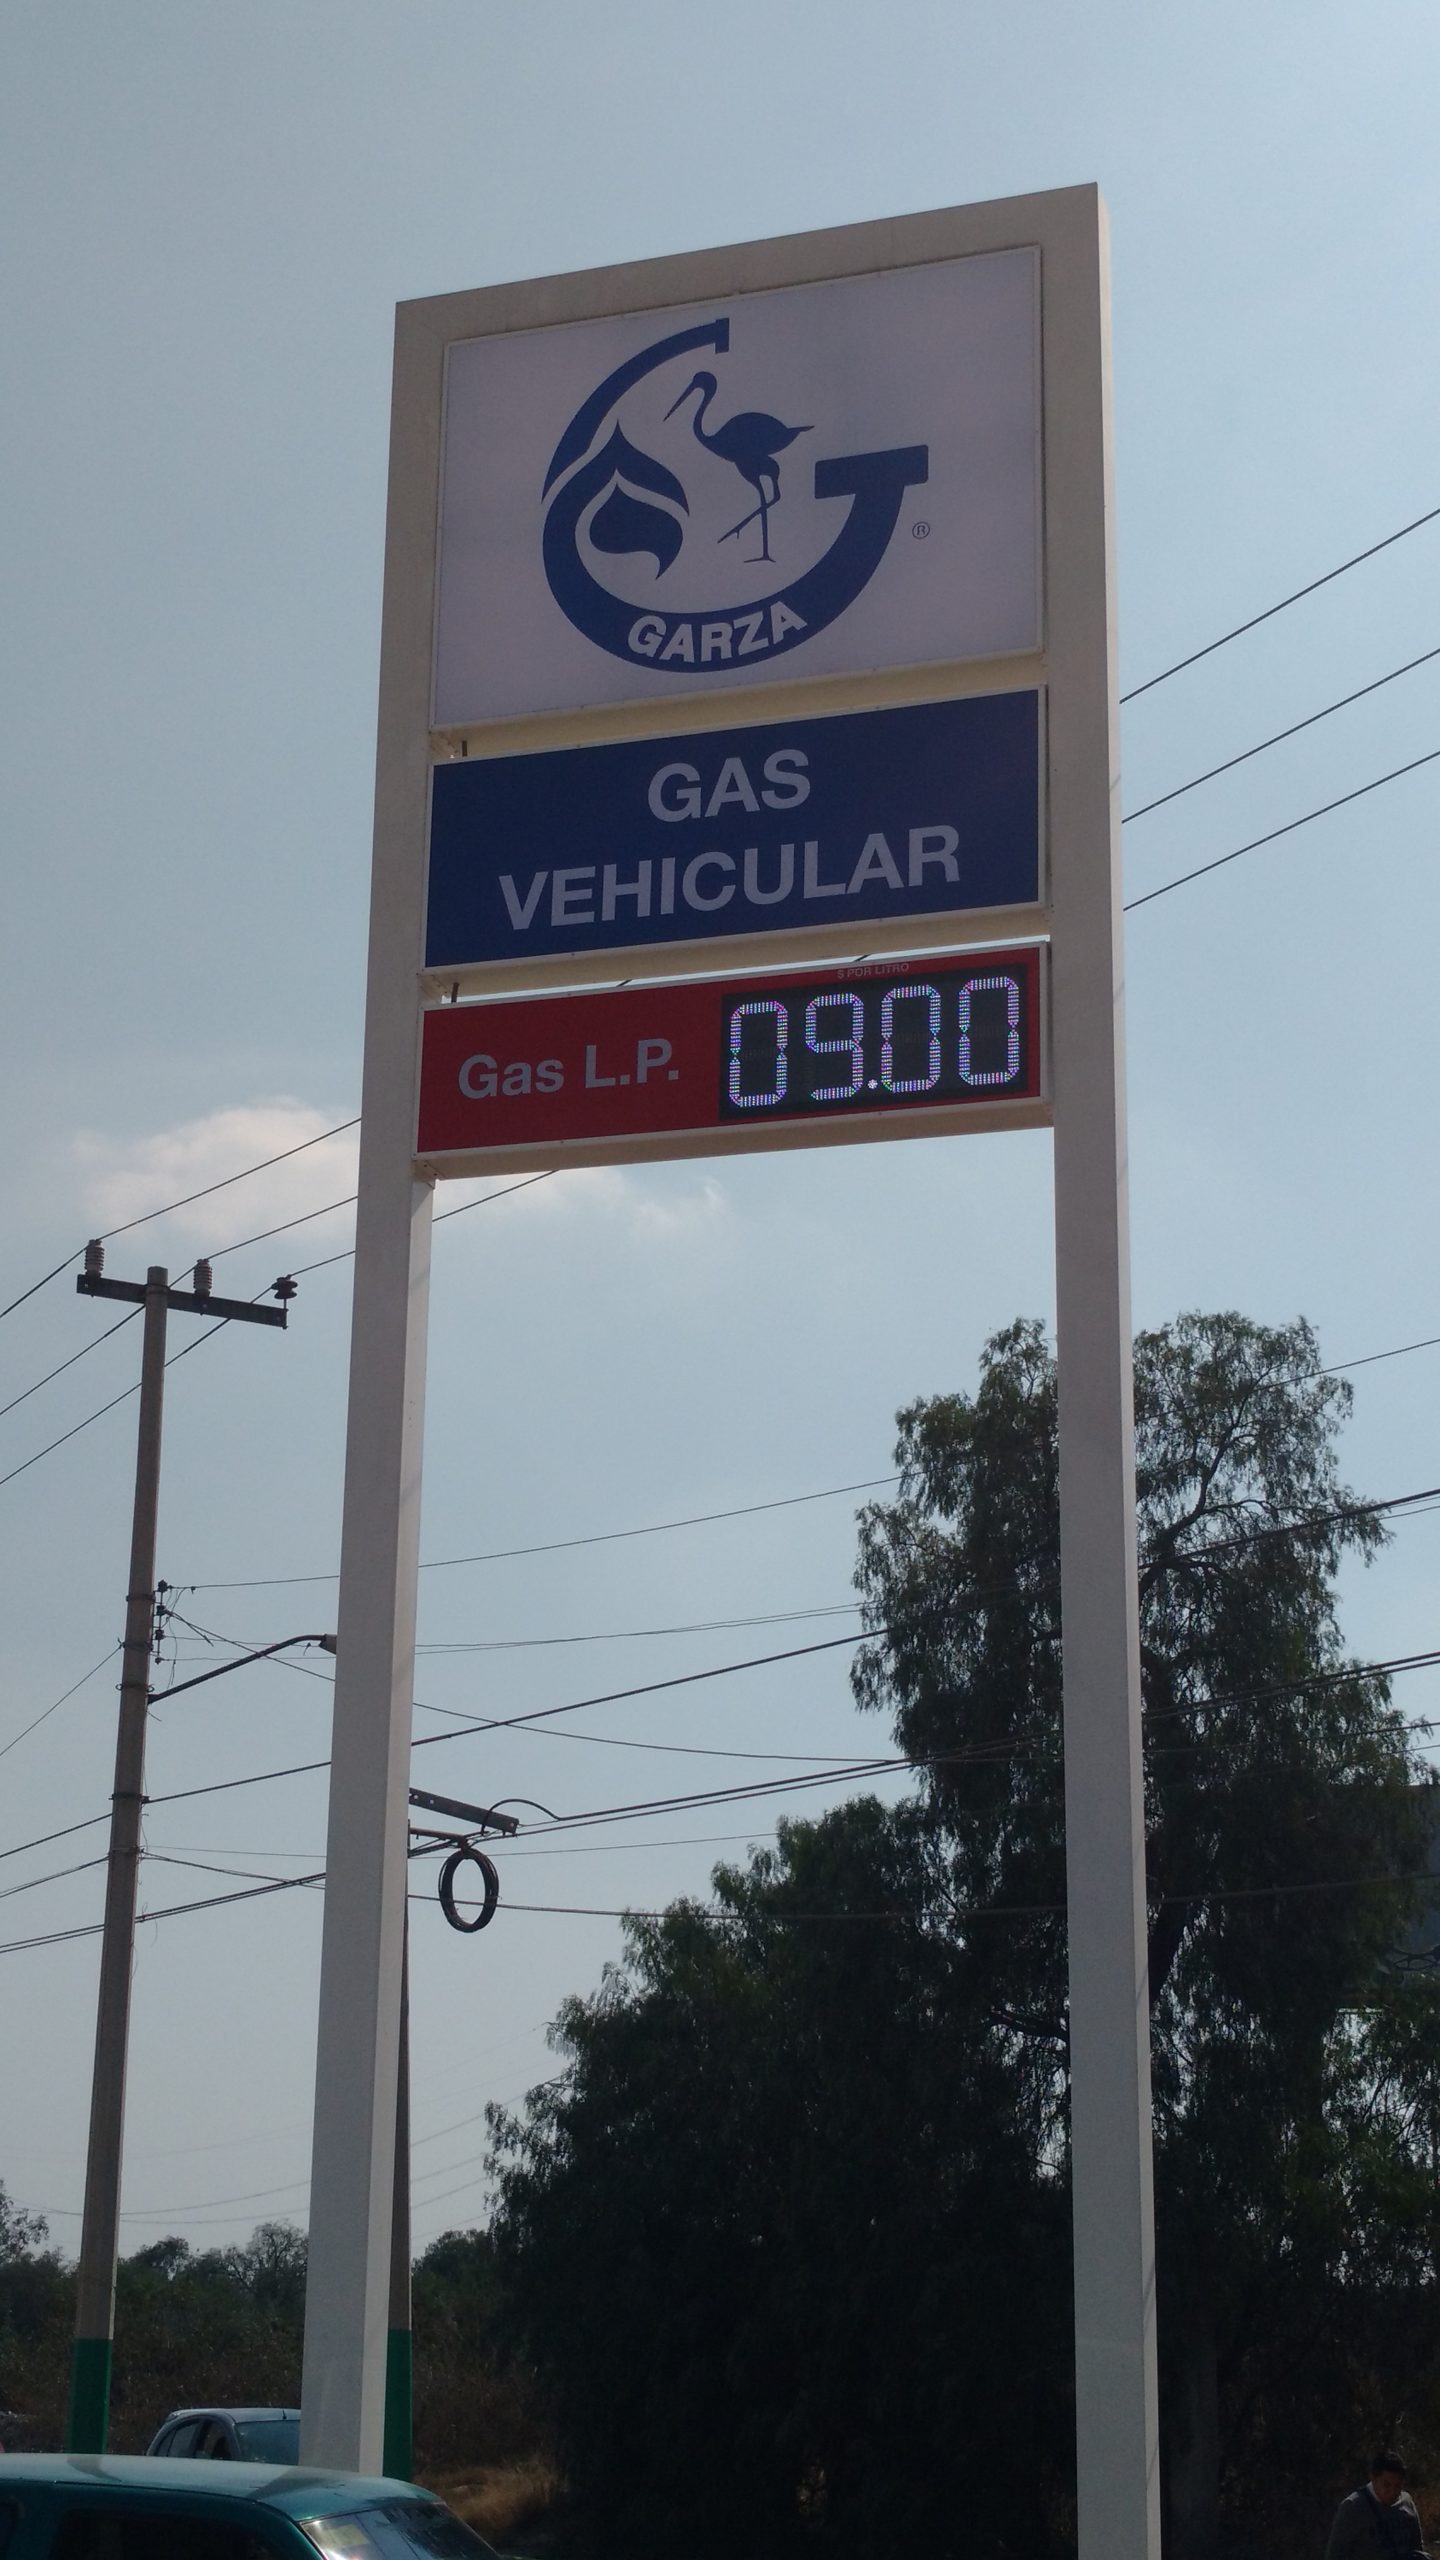 ®
GARZA
GAS
VEHICULAR
$ POR LITRO
Gas L.P. 09.00